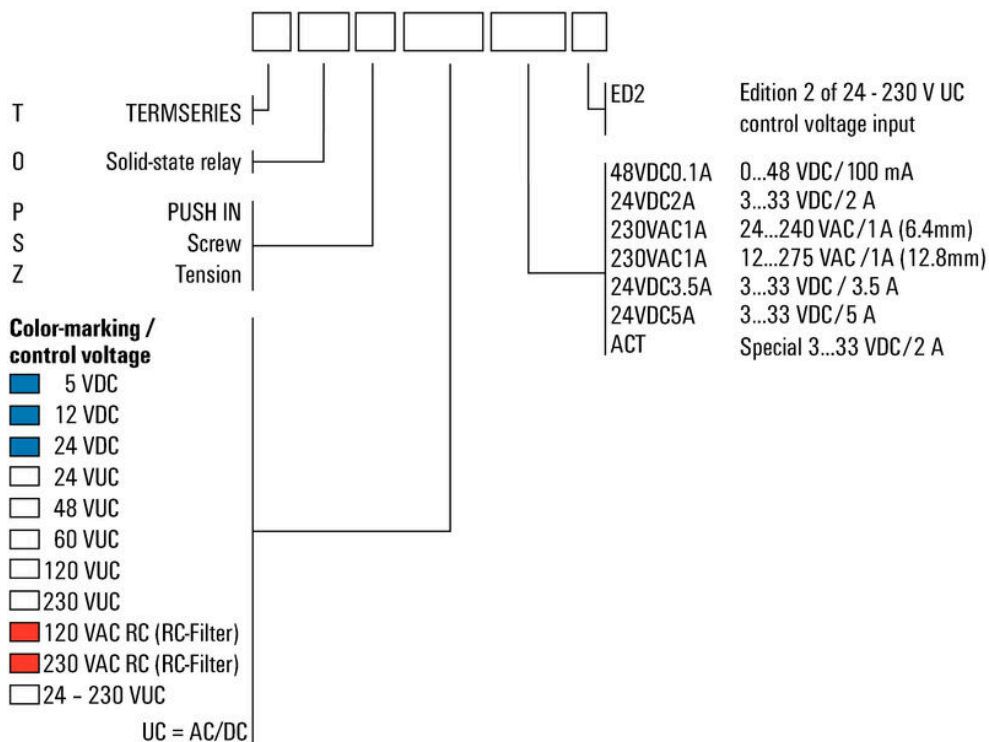 T TERMSERIES
O Solid-state relay
P PUSH IN
S Screw
Z Tension
Color-marking /
control voltage
5 VDC
12 VDC
24 VDC
24 VUC
48 VUC
60 VUC
120 VUC
230 VUC
120 VAC RC (RC-Filter)
230 VAC RC (RC-Filter)
24 – 230 VUC
UC = AC/DC
ED2 Edition 2 of 24 - 230 V UC
control voltage input
48VDC0.1A 0...48 VDC/100 mA
24VDC2A 3...33 VDC/2 A
230VAC1A 24...240 VAC/1A (6.4mm)
230VAC1A 12...275 VAC/1A (12.8mm)
24VDC3.5A 3...33 VDC / 3.5 A
24VDC5A 3...33 VDC/5 A
ACT Special 3...33 VDC/2 A